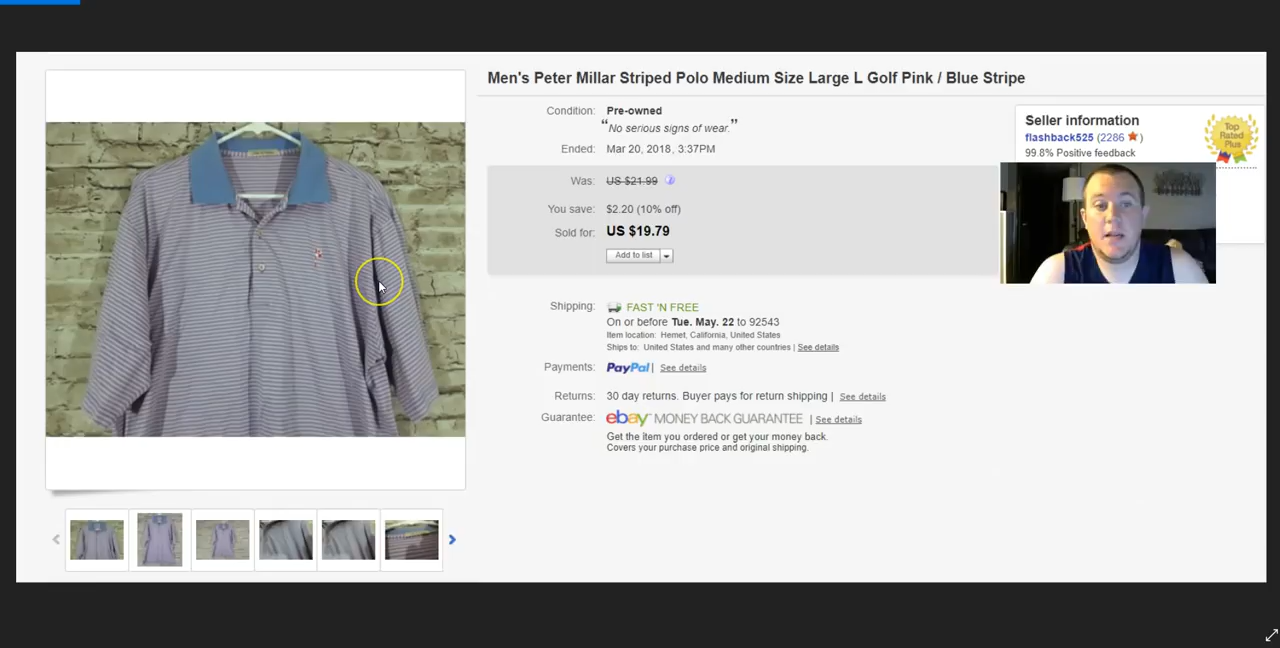 Men's Peter Millar Striped Polo Medium Size Large L Golf Pink / Blue Stripe
Condition: Pre-owned
“No serious signs of wear.”
Ended: Mar 20, 2018, 3:37PM
Was: US $21.99
You save: $2.20 (10% off)
Sold for: US $19.79
Add to list
Shipping: FAST 'N FREE
On or before Tue. May. 22 to 92543
Item location: Hemet, California, United States
Ships to: United States and many other countries | See details
Payments: PayPal | See details
Returns: 30 day returns. Buyer pays for return shipping | See details
Guarantee: ebay MONEY BACK GUARANTEE | See details
Get the item you ordered or get your money back.
Covers your purchase price and original shipping.
Seller information
flashback525 (2286 )
99.8% Positive feedback
Top
Rated
Plus